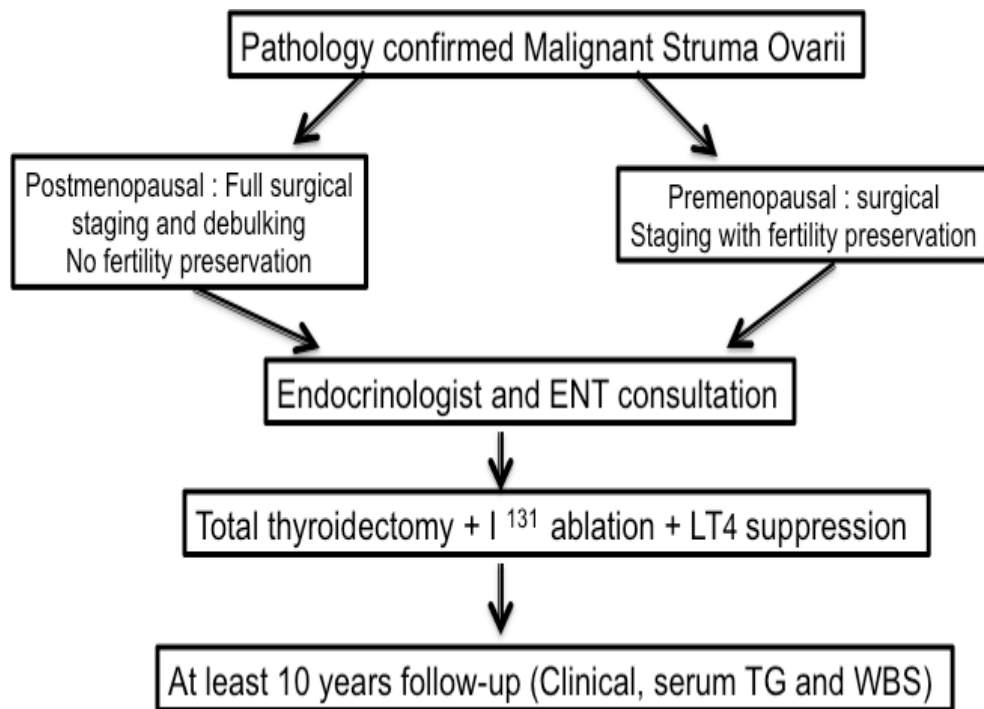 Pathology confirmed Malignant Struma Ovarii
Postmenopausal : Full surgical
staging and debulking
No fertility preservation
Premenopausal : surgical
Staging with fertility preservation
Endocrinologist and ENT consultation
Total thyroidectomy + I ¹³¹ ablation + LT4 suppression
At least 10 years follow-up (Clinical, serum TG and WBS)